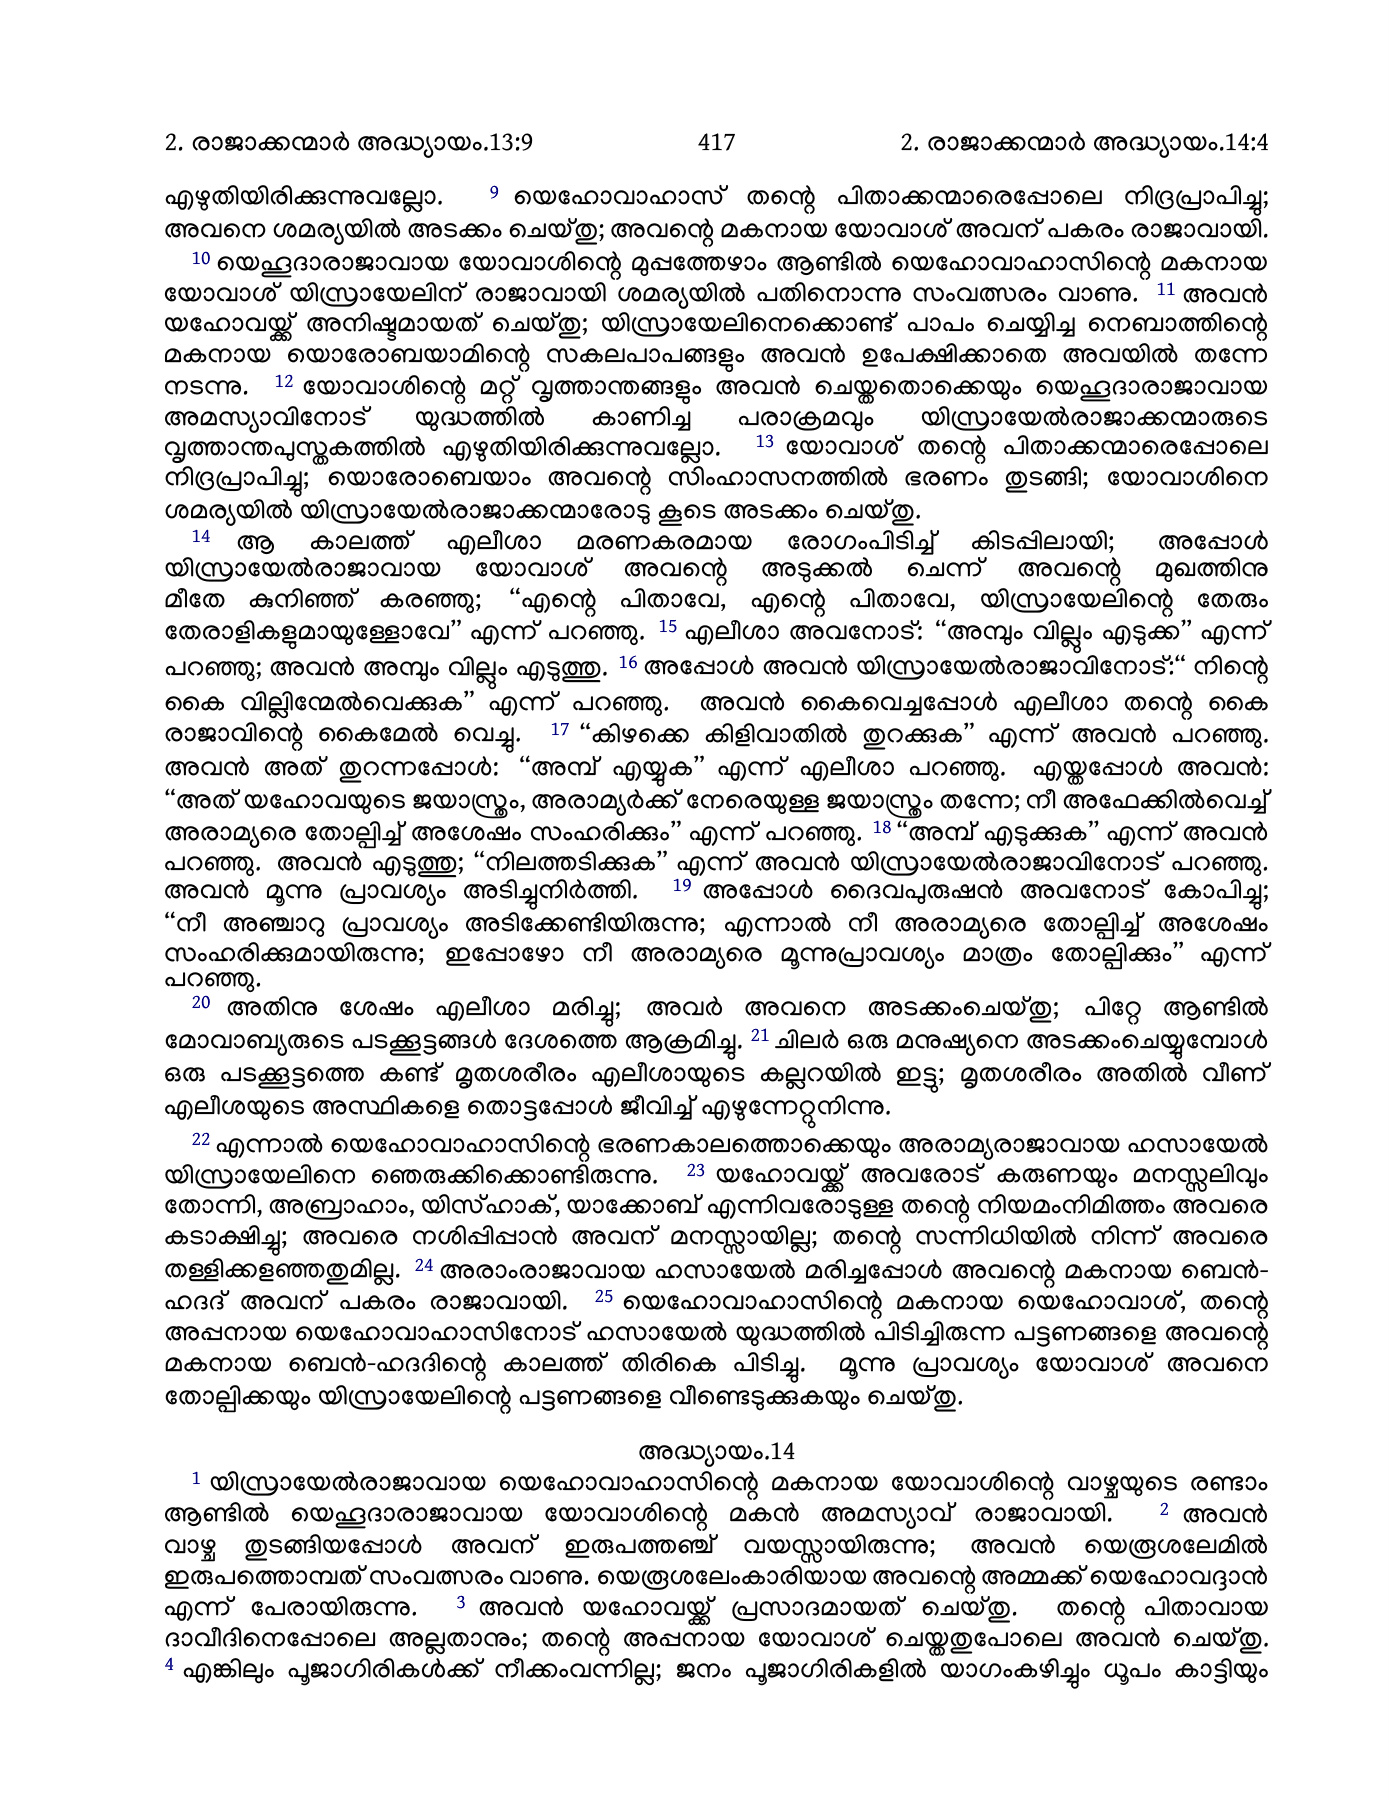 2. രാജാക്കന്മാർ അദ്ധ്യായം.13:9 417 2. രാജാക്കന്മാർ അദ്ധ്യായം.14:4
എഴുതിയിരിക്കുന്നുവല്ലോ. 9 യെഹോവാഹാസ് തന്റെ പിതാക്കന്മാരെപ്പോലെ നിദ്രപ്രാപിച്ചു;
അവനെ ശമര്യയിൽ അടക്കം ചെയ്തു; അവന്റെ മകനായ യോവാശ് അവന് പകരം രാജാവായി.
10 യെഹൂദാരാജാവായ യോവാശിന്റെ മുപ്പത്തേഴാം ആണ്ടിൽ യെഹോവാഹാസിന്റെ മകനായ
യോവാശ് യിസ്രായേലിന് രാജാവായി ശമര്യയിൽ പതിനൊന്നു സംവത്സരം വാണു. 11 അവൻ
യഹോവയ്ക്ക് അനിഷ്ടമായത് ചെയ്തു; യിസ്രായേലിനെക്കൊണ്ട് പാപം ചെയ്യിച്ച നെബാത്തിന്റെ
മകനായ യൊരോബയാമിന്റെ സകലപാപങ്ങളും അവൻ ഉപേക്ഷിക്കാതെ അവയിൽ തന്നേ
നടന്നു. 12 യോവാശിന്റെ മറ്റ് വൃത്താന്തങ്ങളും അവൻ ചെയ്തതൊക്കെയും യെഹൂദാരാജാവായ
അമസ്യാവിനോട് യുദ്ധത്തിൽ കാണിച്ച പരാക്രമവും യിസ്രായേൽരാജാക്കന്മാരുടെ
വൃത്താന്തപുസ്തകത്തിൽ എഴുതിയിരിക്കുന്നുവല്ലോ. 13 യോവാശ് തന്റെ പിതാക്കന്മാരെപ്പോലെ
നിദ്രപ്രാപിച്ചു; യൊരോബെയാം അവന്റെ സിംഹാസനത്തിൽ ഭരണം തുടങ്ങി; യോവാശിനെ
ശമര്യയിൽ യിസ്രായേൽരാജാക്കന്മാരോടു കൂടെ അടക്കം ചെയ്തു.
14 ആ കാലത്ത് എലീശാ മരണകരമായ രോഗംപിടിച്ച് കിടപ്പിലായി; അപ്പോൾ
യിസ്രായേൽരാജാവായ യോവാശ് അവന്റെ അടുക്കൽ ചെന്ന് അവന്റെ മുഖത്തിനു
മീതേ കുനിഞ്ഞ് കരഞ്ഞു; “എന്റെ പിതാവേ, എന്റെ പിതാവേ, യിസ്രായേലിന്റെ തേരും
തേരാളികളുമായുള്ളോവേ” എന്ന് പറഞ്ഞു. 15 എലീശാ അവനോട്: “അമ്പും വില്ലും എടുക്ക” എന്ന്
പറഞ്ഞു; അവൻ അമ്പും വില്ലും എടുത്തു. 16 അപ്പോൾ അവൻ യിസ്രായേൽരാജാവിനോട്:“ നിന്റെ
കൈ വില്ലിന്മേൽവെക്കുക” എന്ന് പറഞ്ഞു. അവൻ കൈവെച്ചപ്പോൾ എലീശാ തന്റെ കൈ
രാജാവിന്റെ കൈമേൽ വെച്ചു. 17 “കിഴക്കെ കിളിവാതിൽ തുറക്കുക” എന്ന് അവൻ പറഞ്ഞു.
അവൻ അത് തുറന്നപ്പോൾ: “അമ്പ് എയ്യുക” എന്ന് എലീശാ പറഞ്ഞു. എയ്തപ്പോൾ അവൻ:
“അത് യഹോവയുടെ ജയാസ്ത്രം, അരാമ്യർക്ക് നേരെയുള്ള ജയാസ്ത്രം തന്നേ; നീ അഫേക്കിൽവെച്ച്
അരാമ്യരെ തോല്പിച്ച് അശേഷം സംഹരിക്കും” എന്ന് പറഞ്ഞു. 18 “അമ്പ് എടുക്കുക” എന്ന് അവൻ
പറഞ്ഞു. അവൻ എടുത്തു; “നിലത്തടിക്കുക” എന്ന് അവൻ യിസ്രായേൽരാജാവിനോട് പറഞ്ഞു.
അവൻ മൂന്നു പ്രാവശ്യം അടിച്ചുനിർത്തി. 19 അപ്പോൾ ദൈവപുരുഷൻ അവനോട് കോപിച്ചു;
“നീ അഞ്ചാറു പ്രാവശ്യം അടിക്കേണ്ടിയിരുന്നു; എന്നാൽ നീ അരാമ്യരെ തോല്പിച്ച് അശേഷം
സംഹരിക്കുമായിരുന്നു; ഇപ്പോഴോ നീ അരാമ്യരെ മൂന്നുപ്രാവശ്യം മാത്രം തോല്പിക്കും” എന്ന്
പറഞ്ഞു.
20 അതിനു ശേഷം എലീശാ മരിച്ചു; അവർ അവനെ അടക്കംചെയ്തു; പിറ്റേ ആണ്ടിൽ
മോവാബ്യരുടെ പടക്കൂട്ടങ്ങൾ ദേശത്തെ ആക്രമിച്ചു. 21 ചിലർ ഒരു മനുഷ്യനെ അടക്കംചെയ്യുമ്പോൾ
ഒരു പടക്കൂട്ടത്തെ കണ്ട് മൃതശരീരം എലീശായുടെ കല്ലറയിൽ ഇട്ടു; മൃതശരീരം അതിൽ വീണ്
എലീശയുടെ അസ്ഥികളെ തൊട്ടപ്പോൾ ജീവിച്ച് എഴുന്നേറ്റുനിന്നു.
22 എന്നാൽ യെഹോവാഹാസിന്റെ ഭരണകാലത്തൊക്കെയും അരാമ്യരാജാവായ ഹസായേൽ
യിസ്രായേലിനെ ഞെരുക്കിക്കൊണ്ടിരുന്നു. 23 യഹോവയ്ക്ക് അവരോട് കരുണയും മനസ്സലിവും
തോന്നി, അബ്രാഹാം, യിസ്ഹാക്, യാക്കോബ് എന്നിവരോടുള്ള തന്റെ നിയമംനിമിത്തം അവരെ
കടാക്ഷിച്ചു; അവരെ നശിപ്പിപ്പാൻ അവന് മനസ്സായില്ല; തന്റെ സന്നിധിയിൽ നിന്ന് അവരെ
തള്ളിക്കളഞ്ഞതുമില്ല. 24 അരാംരാജാവായ ഹസായേൽ മരിച്ചപ്പോൾ അവന്റെ മകനായ ബെൻ-
ഹദദ് അവന് പകരം രാജാവായി. 25 യെഹോവാഹാസിന്റെ മകനായ യെഹോവാശ്, തന്റെ
അപ്പനായ യെഹോവാഹാസിനോട് ഹസായേൽ യുദ്ധത്തിൽ പിടിച്ചിരുന്ന പട്ടണങ്ങളെ അവന്റെ
മകനായ ബെൻ-ഹദദിന്റെ കാലത്ത് തിരികെ പിടിച്ചു. മൂന്നു പ്രാവശ്യം യോവാശ് അവനെ
തോല്പിക്കയും യിസ്രായേലിന്റെ പട്ടണങ്ങളെ വീണ്ടെടുക്കുകയും ചെയ്തു.
അദ്ധ്യായം.14
1 യിസ്രായേൽരാജാവായ യെഹോവാഹാസിന്റെ മകനായ യോവാശിന്റെ വാഴ്ചയുടെ രണ്ടാം
ആണ്ടിൽ യെഹൂദാരാജാവായ യോവാശിന്റെ മകൻ അമസ്യാവ് രാജാവായി. 2 അവൻ
വാഴ്ച തുടങ്ങിയപ്പോൾ അവന് ഇരുപത്തഞ്ച് വയസ്സായിരുന്നു; അവൻ യെരൂശലേമിൽ
ഇരുപത്തൊമ്പത് സംവത്സരം വാണു. യെരൂശലേംകാരിയായ അവന്റെ അമ്മക്ക് യെഹോവദ്ദാൻ
എന്ന് പേരായിരുന്നു. 3 അവൻ യഹോവയ്ക്ക് പ്രസാദമായത് ചെയ്തു. തന്റെ പിതാവായ
ദാവീദിനെപ്പോലെ അല്ലതാനും; തന്റെ അപ്പനായ യോവാശ് ചെയ്തതുപോലെ അവൻ ചെയ്തു.
4 എങ്കിലും പൂജാഗിരികൾക്ക് നീക്കംവന്നില്ല; ജനം പൂജാഗിരികളിൽ യാഗംകഴിച്ചും ധൂപം കാട്ടിയും